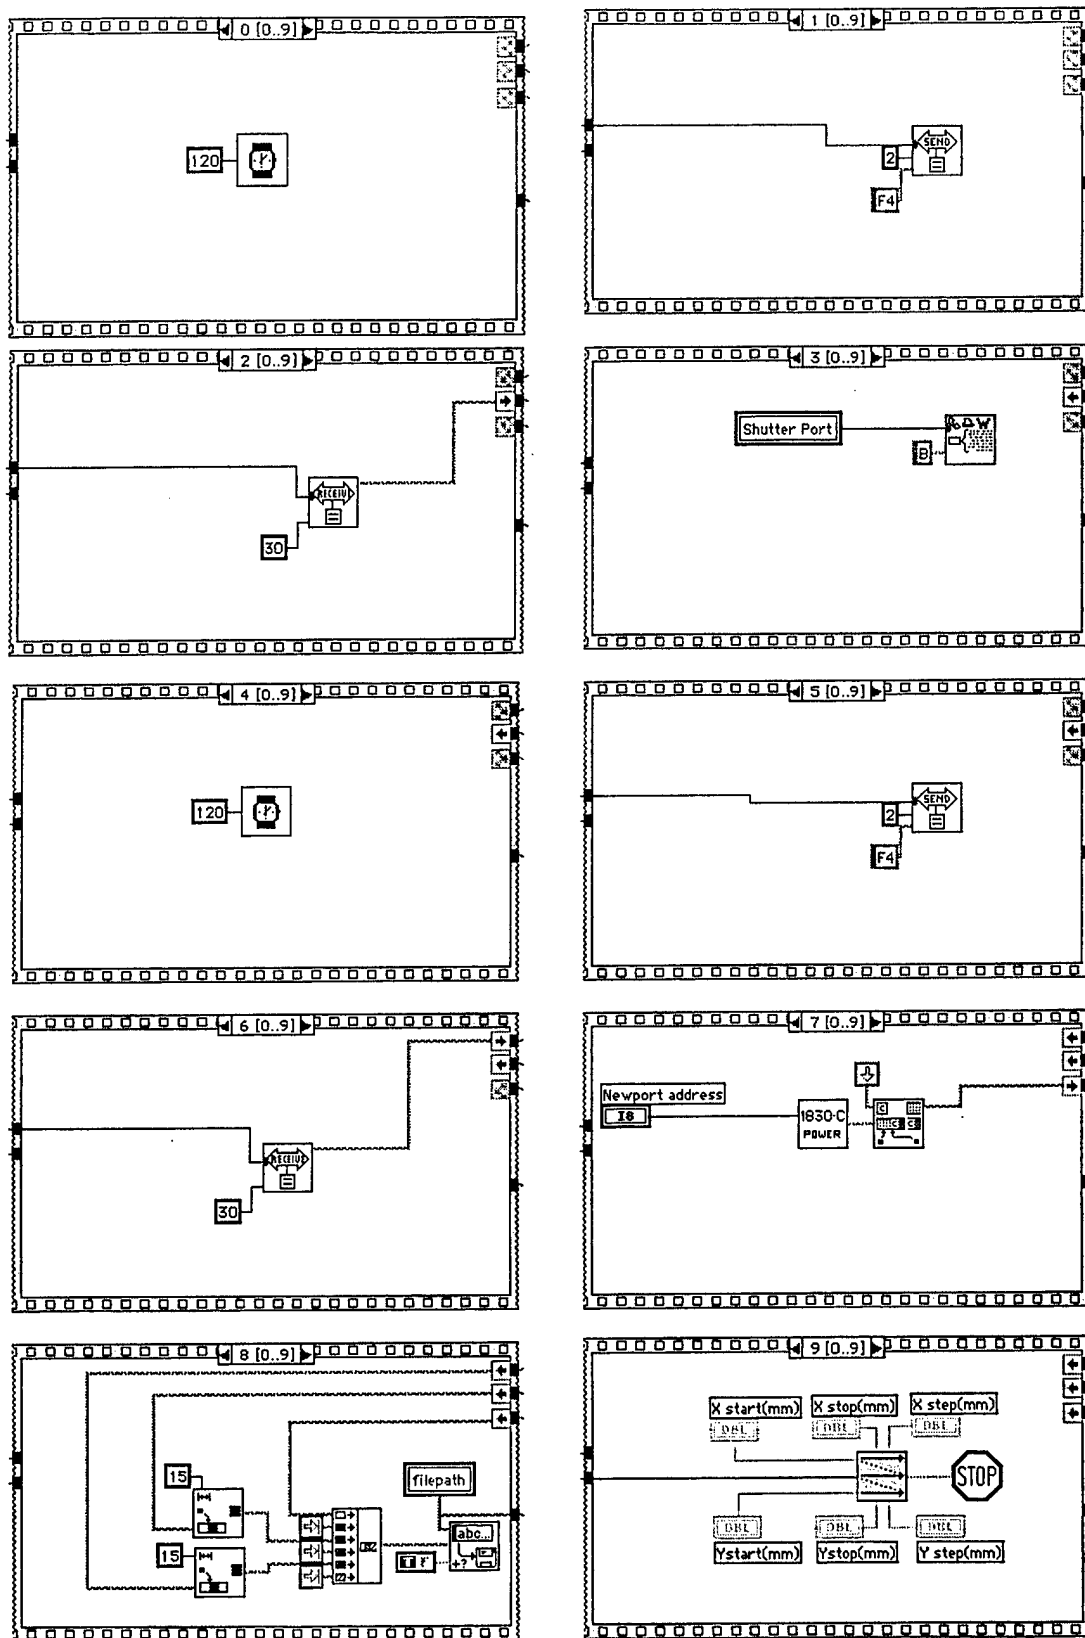 0 [0..9]
120
1 [0..9]
SEND
2
F4
2 [0..9]
RECEIVE
30
3 [0..9]
Shutter Port
B
4 [0..9]
120
5 [0..9]
SEND
2
F4
6 [0..9]
RECEIVE
30
7 [0..9]
Newport address
I8
1830-C
POWER
8 [0..9]
15
15
filepath
abc...
+?
9 [0..9]
X start(mm) X stop(mm) X step(mm)
DBL DBL DBL
STOP
DBL DBL DBL
Ystart(mm) Ystop(mm) Y step(mm)